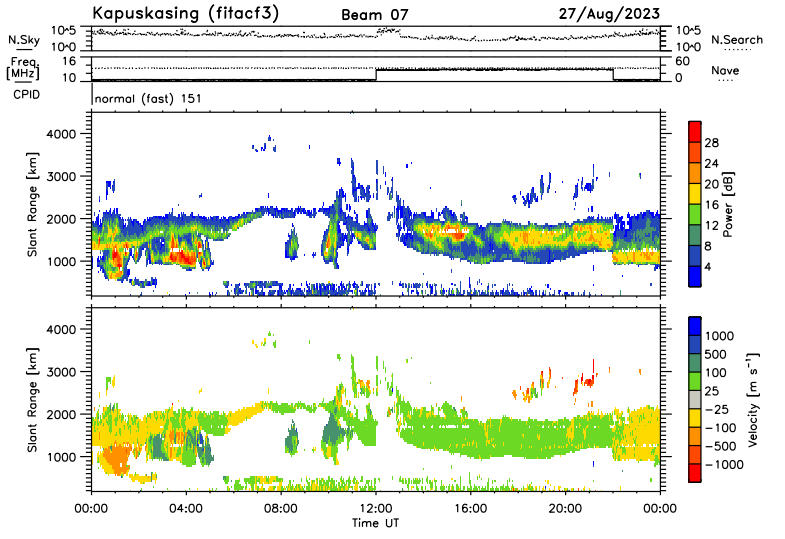 Kapuskasing (fitacf3) Beam 07 27/Aug/2023
N.Sky 10^5 10^0 10^5 10^0 N.Search
Freq. [MHz] 16 10 60 0 Nave
CPID normal (fast) 151
Slant Range [km] 4000 3000 2000 1000
Power [dB] 28 24 20 16 12 8 4
Slant Range [km] 4000 3000 2000 1000
Velocity [m s⁻¹] 1000 500 100 25 −25 −100 −500 −1000
00:00 04:00 08:00 12:00 16:00 20:00 00:00
Time UT